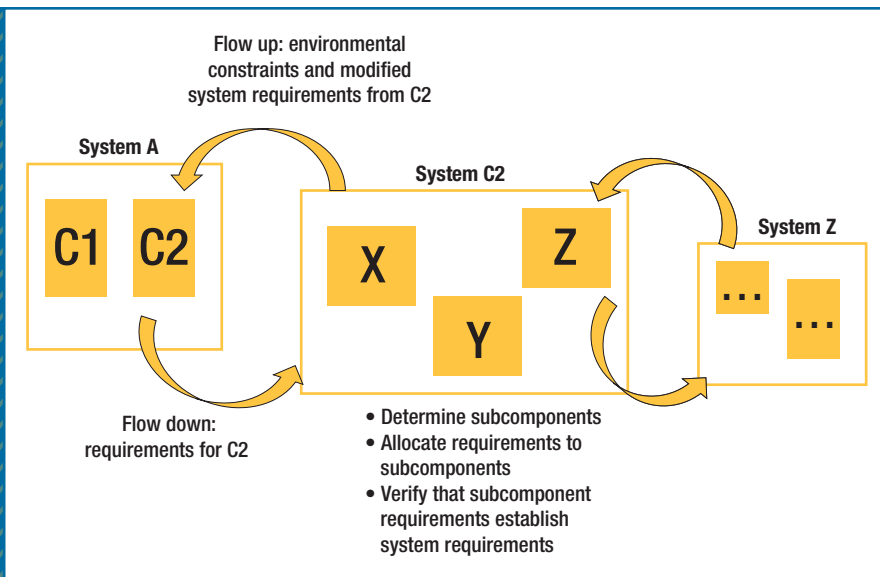 Flow up: environmental
constraints and modified
system requirements from C2
System A
System C2
System Z
C1
C2
X
Y
Z
...
...
Flow down:
requirements for C2
• Determine subcomponents
• Allocate requirements to
subcomponents
• Verify that subcomponent
requirements establish
system requirements